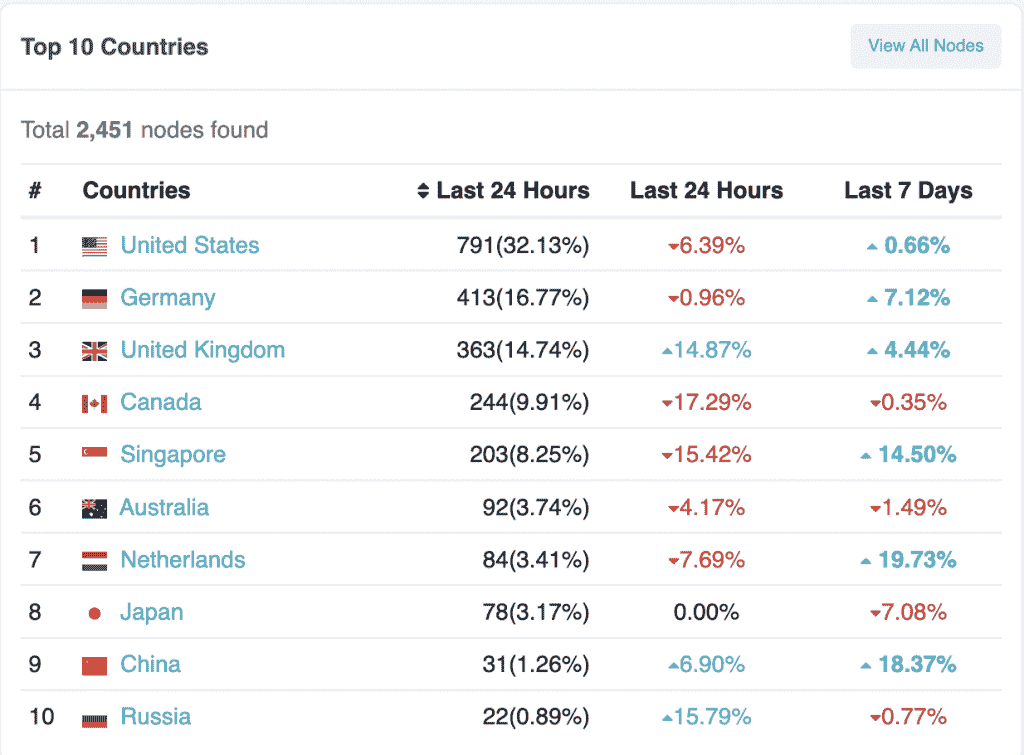 Top 10 Countries
View All Nodes
Total 2,451 nodes found
# Countries Last 24 Hours Last 24 Hours Last 7 Days
1 United States 791(32.13%) 6.39% 0.66%
2 Germany 413(16.77%) 0.96% 7.12%
3 United Kingdom 363(14.74%) 14.87% 4.44%
4 Canada 244(9.91%) 17.29% 0.35%
5 Singapore 203(8.25%) 15.42% 14.50%
6 Australia 92(3.74%) 4.17% 1.49%
7 Netherlands 84(3.41%) 7.69% 19.73%
8 Japan 78(3.17%) 0.00% 7.08%
9 China 31(1.26%) 6.90% 18.37%
10 Russia 22(0.89%) 15.79% 0.77%